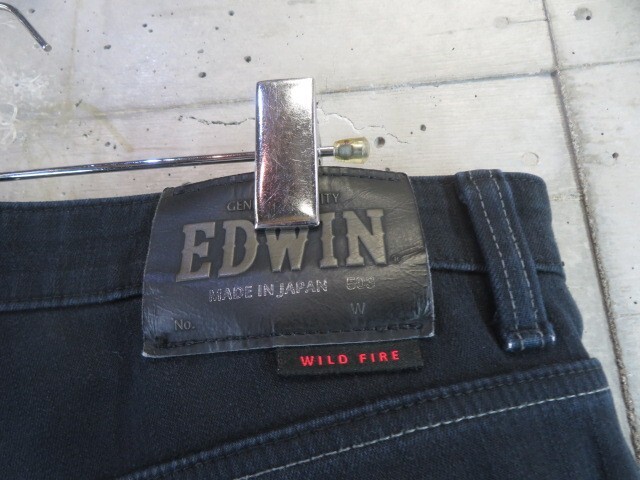 EDWIN
MADE IN JAPAN
No. W
WILD FIRE